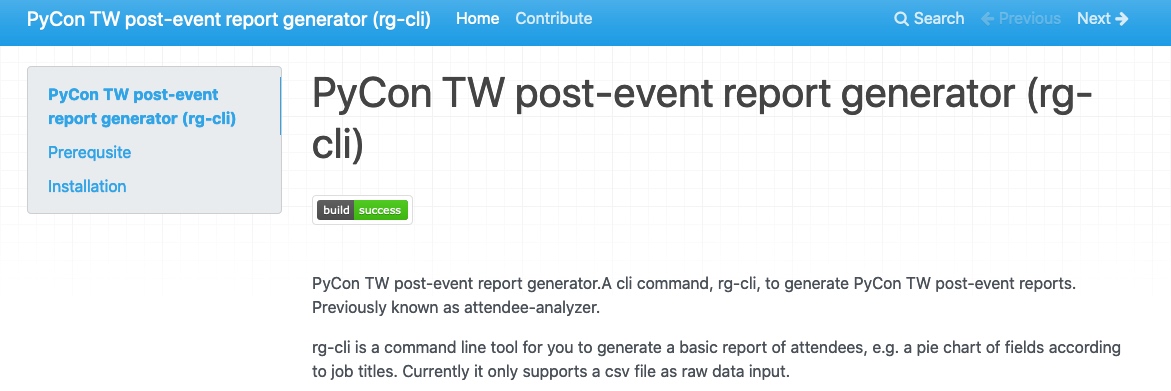 PyCon TW post-event report generator (rg-cli) Home Contribute Search Previous Next
PyCon TW post-event
report generator (rg-cli)
Prerequsite
Installation
PyCon TW post-event report generator (rg-
cli)
build success
PyCon TW post-event report generator.A cli command, rg-cli, to generate PyCon TW post-event reports.
Previously known as attendee-analyzer.
rg-cli is a command line tool for you to generate a basic report of attendees, e.g. a pie chart of fields according
to job titles. Currently it only supports a csv file as raw data input.